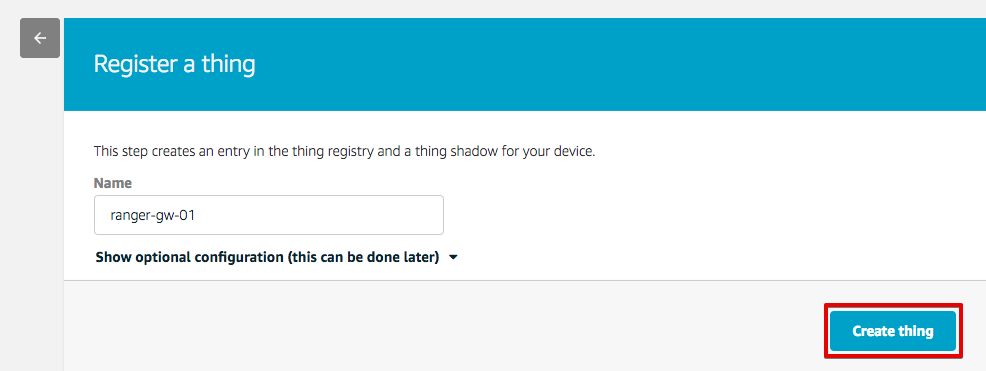 Register a thing
This step creates an entry in the thing registry and a thing shadow for your device.
Name
ranger-gw-01
Show optional configuration (this can be done later)
Create thing